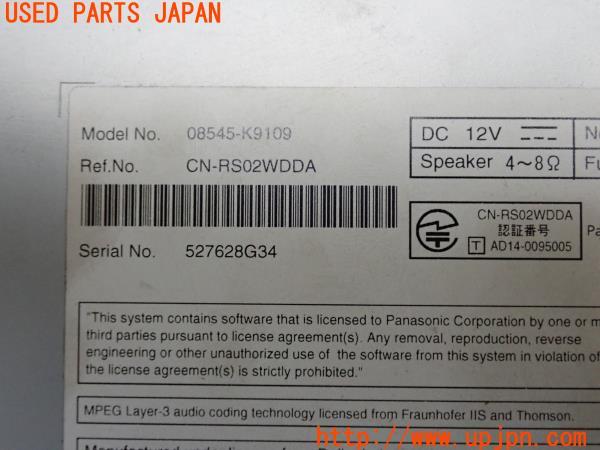 USED PARTS JAPAN
Model No. 08545-K9109
Ref.No. CN-RS02WDDA
Serial No. 527628G34
DC 12V
Speaker 4~8Ω
CN-RS02WDDA
認証番号
T AD14-0095005
"This system contains software that is licensed to Panasonic Corporation by one or m
third parties pursuant to license agreement(s). Any removal, reproduction, reverse
engineering or other unauthorized use of the software from this system in violation of
the license agreement(s) is strictly prohibited."
MPEG Layer-3 audio coding technology licensed from Fraunhofer IIS and Thomson.
http://www.upjpn.com